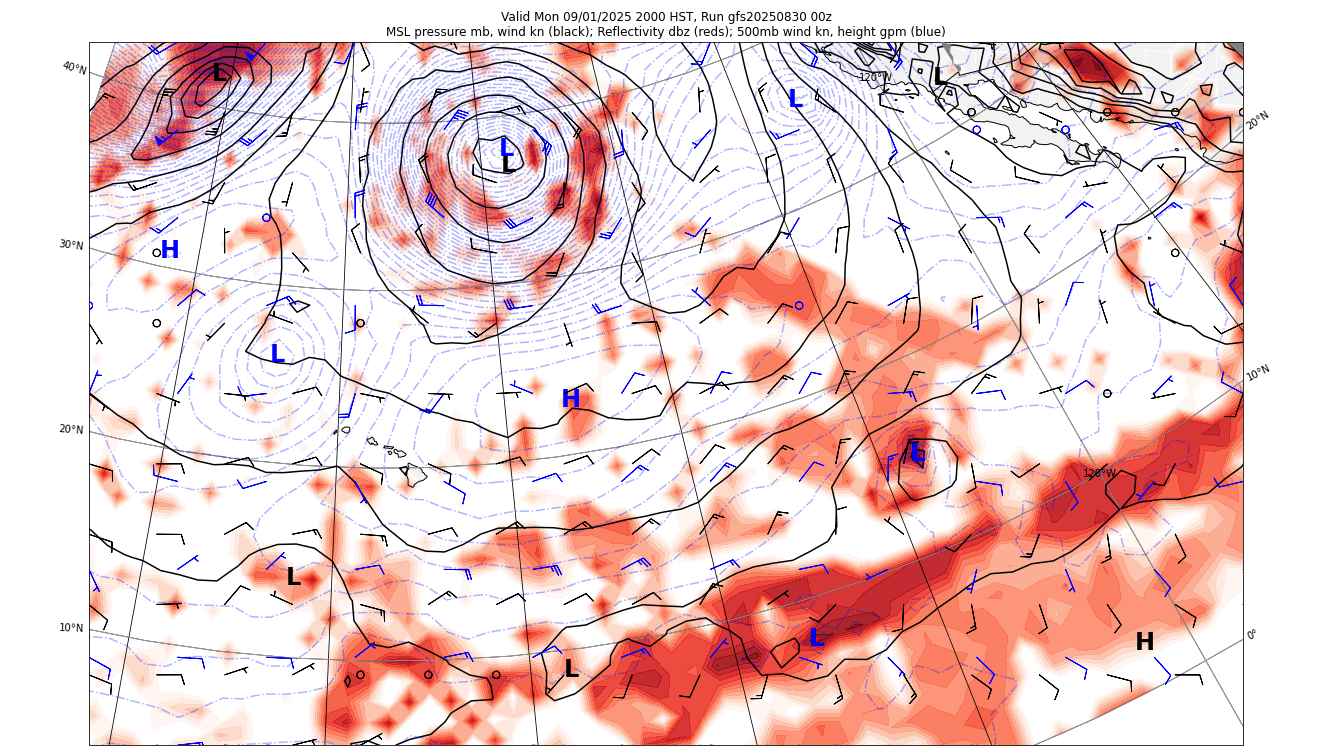 Valid Mon 09/01/2025 2000 HST, Run gfs20250830 00z
MSL pressure mb, wind kn (black); Reflectivity dbz (reds); 500mb wind kn, height gpm (blue)
40°N
L
120°W
L
L
20°N
L
L
30°N
H
L
10°N
H
20°N
L
120°W
L
10°N
L
0°
H
L